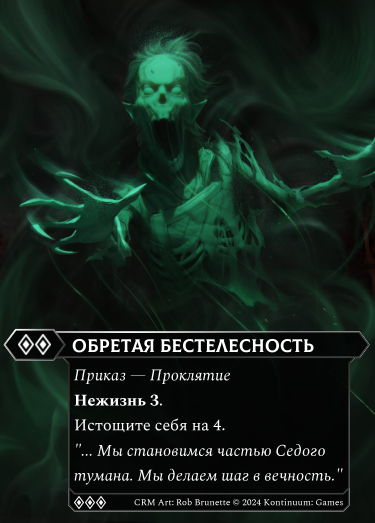 ОБРЕТАЯ БЕСТЕЛЕСНОСТЬ
Приказ — Проклятие
Нежизнь 3.
Истощите себя на 4.
"... Мы становимся частью Седого
тумана. Мы делаем шаг в вечность."
CRM Art: Rob Brunette © 2024 Kontinuum: Games